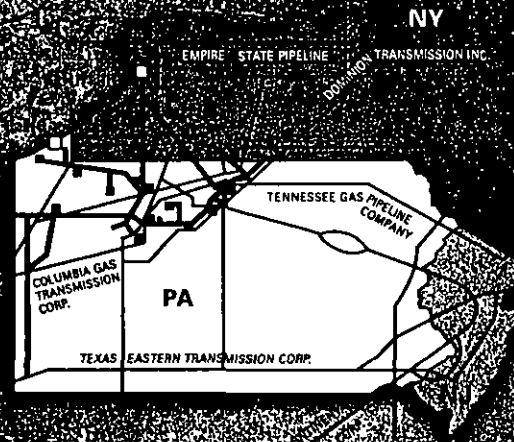 NY
EMPIRE STATE PIPELINE
DOMINION TRANSMISSION INC.
TENNESSEE GAS PIPELINE
COMPANY
COLUMBIA GAS
TRANSMISSION
CORP.
PA
TEXAS EASTERN TRANSMISSION CORP.